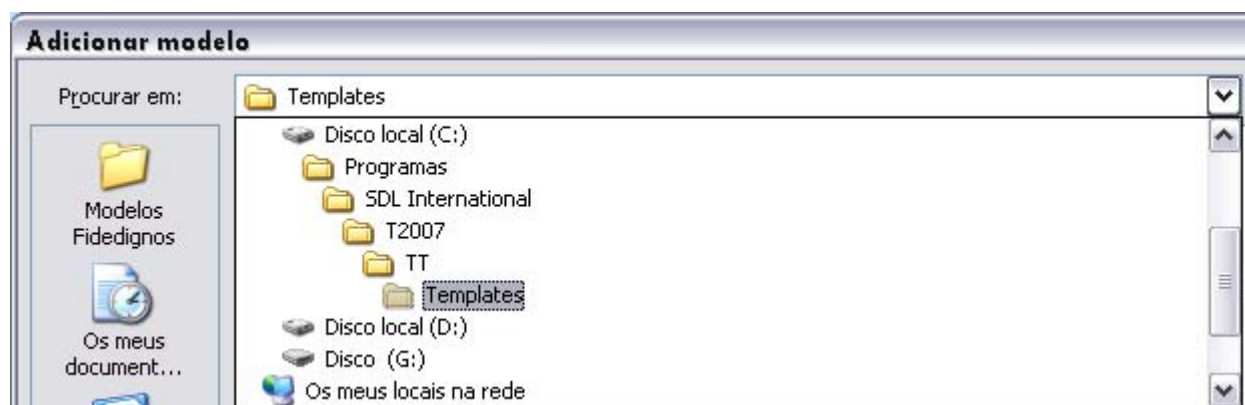 Adicionar modelo
Procurar em:
Templates
Disco local (C:)
Programas
SDL International
T2007
TT
Templates
Disco local (D:)
Disco (G:)
Os meus locais na rede
Modelos
Fidedignos
Os meus
document...